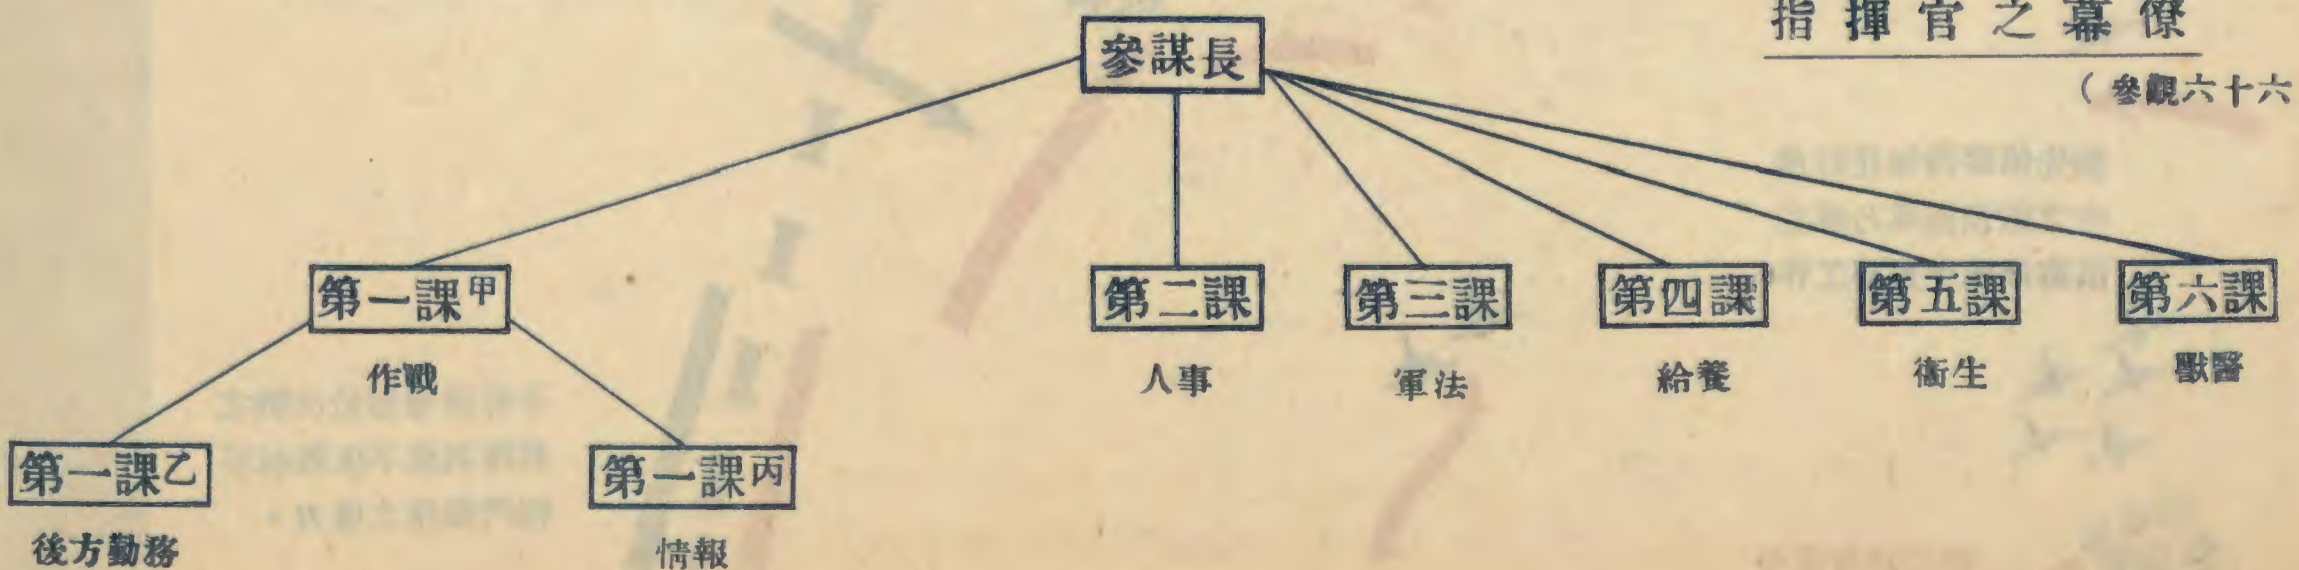 指揮官之幕僚
（參觀六十六
參謀長
第一課甲
作戰
第二課
人事
第三課
軍法
第四課
給養
第五課
衞生
第六課
獸醫
第一課乙
後方勤務
第一課丙
情報